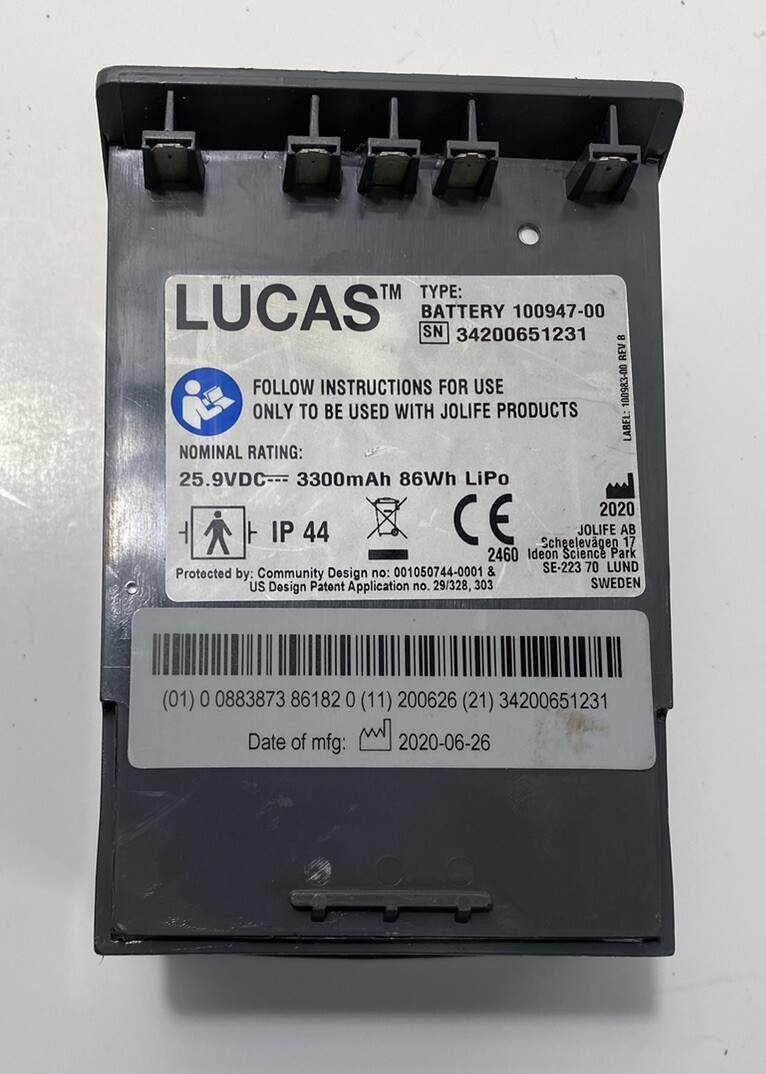 LUCAS™
TYPE:
BATTERY 100947-00
SN 34200651231
FOLLOW INSTRUCTIONS FOR USE
ONLY TO BE USED WITH JOLIFE PRODUCTS
LABEL: 100983-00 REV B
NOMINAL RATING:
25.9VDC⎓ 3300mAh 86Wh LiPo
IP 44
CE
2460
2020
JOLIFE AB
Scheelevägen 17
Ideon Science Park
SE-223 70 LUND
SWEDEN
Protected by: Community Design no: 001050744-0001 &
US Design Patent Application no. 29/328, 303
(01) 0 0883873 86182 0 (11) 200626 (21) 34200651231
Date of mfg: 2020-06-26